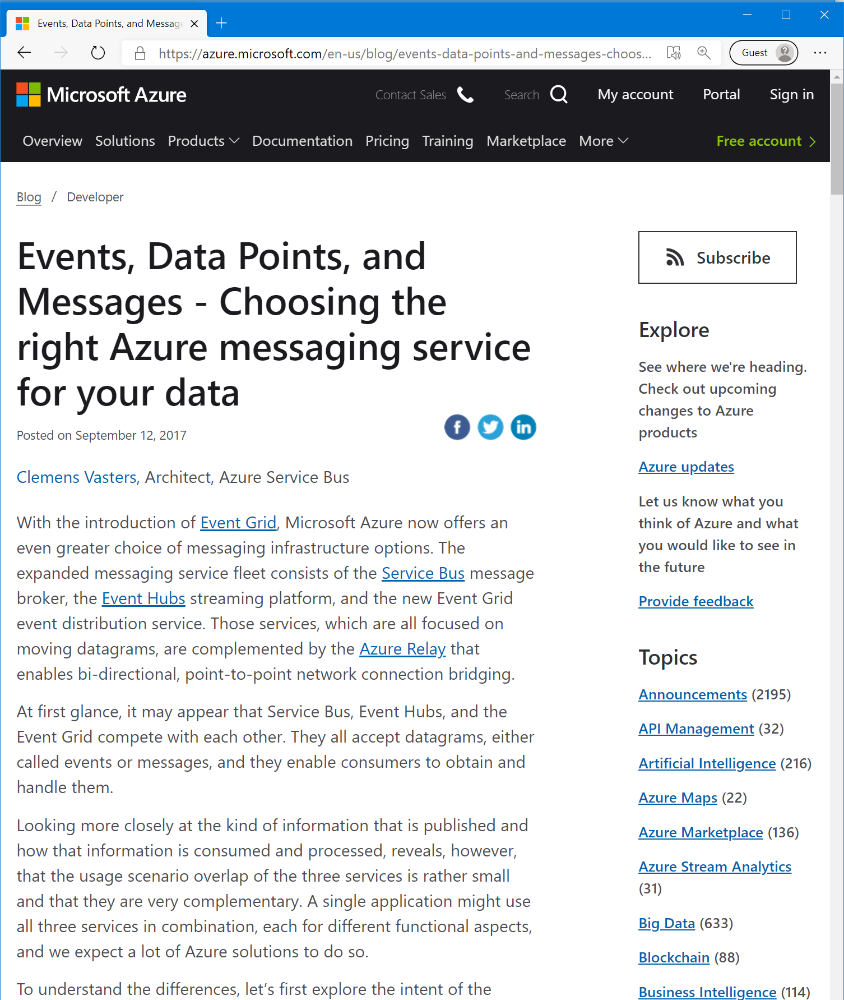 Events, Data Points, and Message
https://azure.microsoft.com/en-us/blog/events-data-points-and-messages-choos...
Guest
Microsoft Azure
Contact Sales
Search
My account
Portal
Sign in
Overview
Solutions
Products
Documentation
Pricing
Training
Marketplace
More
Free account
Blog / Developer
Events, Data Points, and
Messages - Choosing the
right Azure messaging service
for your data
Posted on September 12, 2017
Clemens Vasters, Architect, Azure Service Bus
With the introduction of Event Grid, Microsoft Azure now offers an
even greater choice of messaging infrastructure options. The
expanded messaging service fleet consists of the Service Bus message
broker, the Event Hubs streaming platform, and the new Event Grid
event distribution service. Those services, which are all focused on
moving datagrams, are complemented by the Azure Relay that
enables bi-directional, point-to-point network connection bridging.
At first glance, it may appear that Service Bus, Event Hubs, and the
Event Grid compete with each other. They all accept datagrams, either
called events or messages, and they enable consumers to obtain and
handle them.
Looking more closely at the kind of information that is published and
how that information is consumed and processed, reveals, however,
that the usage scenario overlap of the three services is rather small
and that they are very complementary. A single application might use
all three services in combination, each for different functional aspects,
and we expect a lot of Azure solutions to do so.
To understand the differences, let’s first explore the intent of the
Subscribe
Explore
See where we're heading.
Check out upcoming
changes to Azure
products
Azure updates
Let us know what you
think of Azure and what
you would like to see in
the future
Provide feedback
Topics
Announcements (2195)
API Management (32)
Artificial Intelligence (216)
Azure Maps (22)
Azure Marketplace (136)
Azure Stream Analytics
(31)
Big Data (633)
Blockchain (88)
Business Intelligence (114)